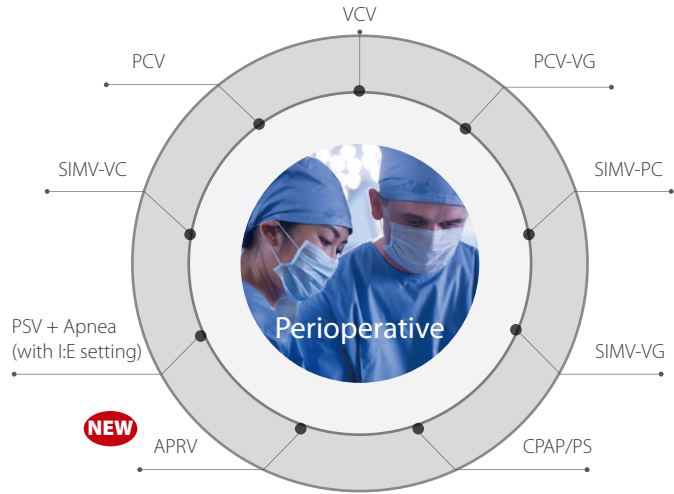 VCV
PCV
PCV-VG
SIMV-VC
SIMV-PC
Perioperative
PSV + Apnea
(with I:E setting)
SIMV-VG
NEW
APRV
CPAP/PS